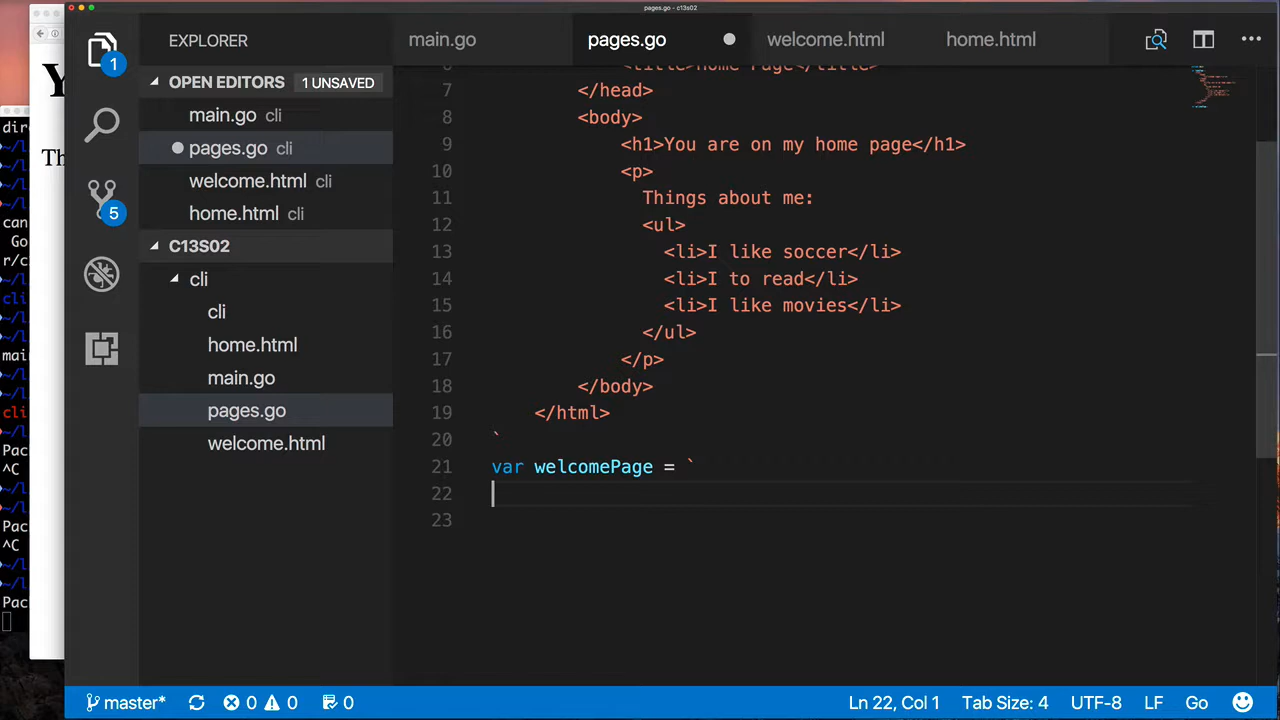 pages.go - c13s02
EXPLORER
main.go
pages.go
welcome.html
home.html
1
OPEN EDITORS
1 UNSAVED
main.go cli
pages.go cli
welcome.html cli
home.html cli
5
C13S02
cli
cli
home.html
main.go
pages.go
welcome.html
7 </head>
8 <body>
9 <h1>You are on my home page</h1>
10 <p>
11 Things about me:
12 <ul>
13 <li>I like soccer</li>
14 <li>I to read</li>
15 <li>I like movies</li>
16 </ul>
17 </p>
18 </body>
19 </html>
20 `
21 var welcomePage = `
22
23
master*
0
0
0
Ln 22, Col 1
Tab Size: 4
UTF-8
LF
Go